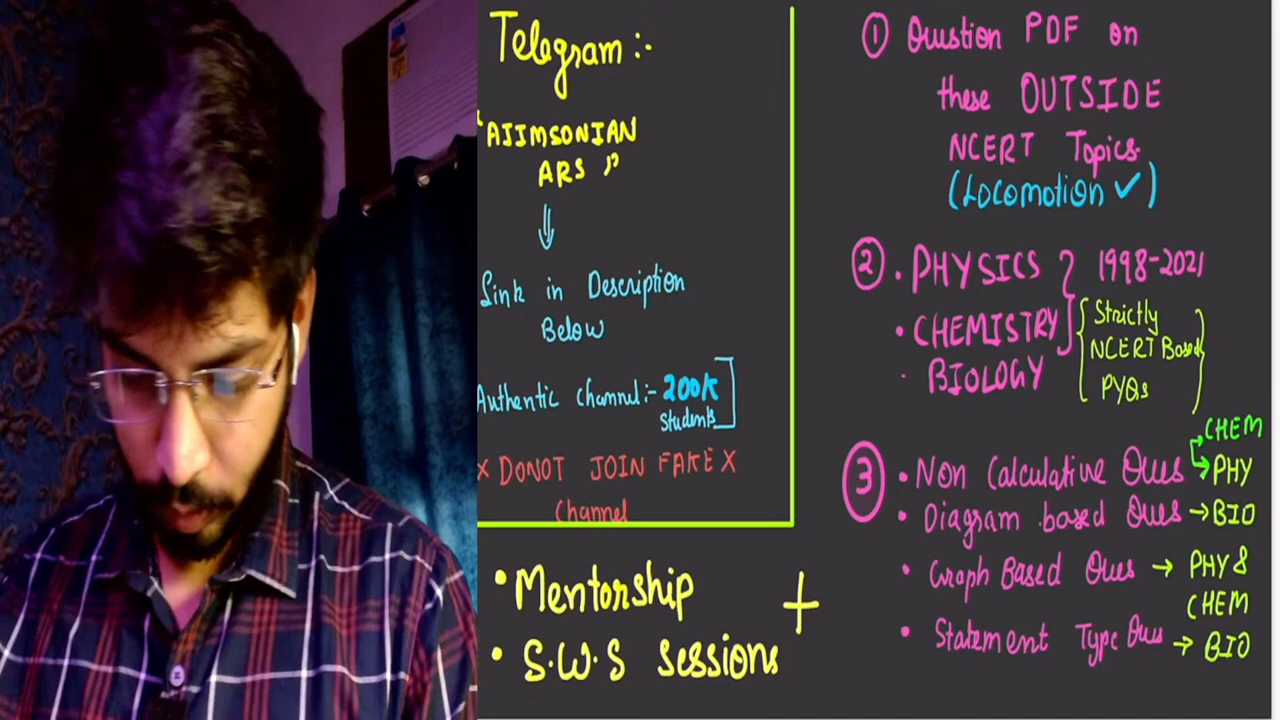 Telegram :-
"AIIMSONIAN
ARS "
⇓
Link in Description
Below
Authentic channel:- 200K
Students
X DONOT JOIN FAKE X
Channel
• Mentorship
• S.W.S sessions
+
① Question PDF on
these OUTSIDE
NCERT Topics.
(Locomotion ✓)
② • PHYSICS } 1998-2021
• CHEMISTRY { Strictly
NCERT Based
• BIOLOGY PYQs }
③ • Non Calculative Ques → CHEM
→ PHY
• Diagram based Ques → BIO
• Graph Based Ques → PHY &
CHEM
• Statement Type Ques → BIO